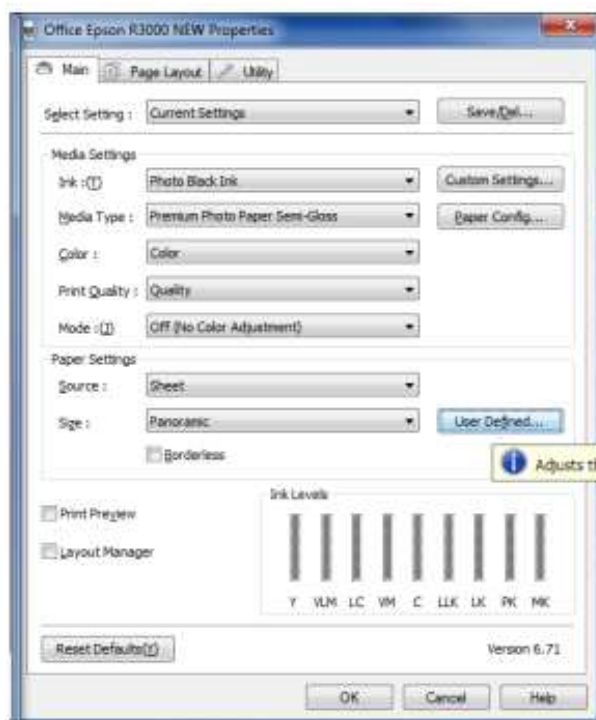 Office Epson R3000 NEW Properties
Main Page Layout Utility
Select Setting : Current Settings Save/Del...
Media Settings
Ink :(T) Photo Black Ink Custom Settings...
Media Type : Premium Photo Paper Semi-Gloss Paper Config...
Color : Color
Print Quality : Quality
Mode :(J) Off (No Color Adjustment)
Paper Settings
Source : Sheet
Size : Panoramic User Defined...
Borderless
Adjusts th
Print Preview
Layout Manager
Ink Levels
Y VLM LC VM C LLK LK PK MK
Reset Defaults(Y) Version 6.71
OK Cancel Help